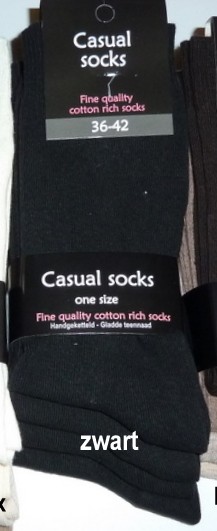 Casual
socks
Fine quality
cotton rich socks
36-42
Casual socks
one size
Fine quality cotton rich socks
Handgeketteld - Gladde teennaad
zwart